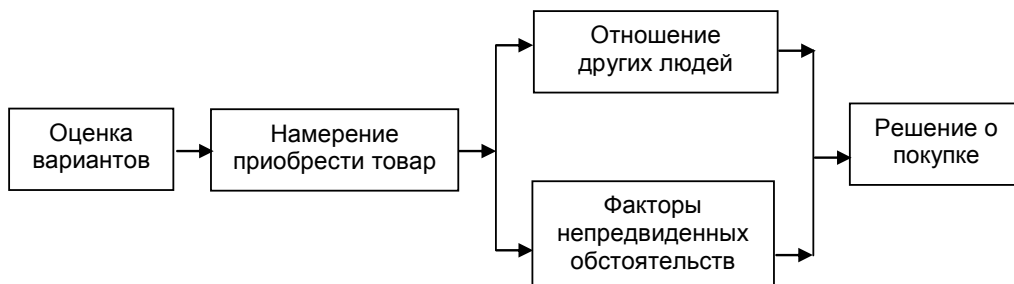 Оценка
вариантов
Намерение
приобрести товар
Отношение
других людей
Факторы
непредвиденных
обстоятельств
Решение о
покупке